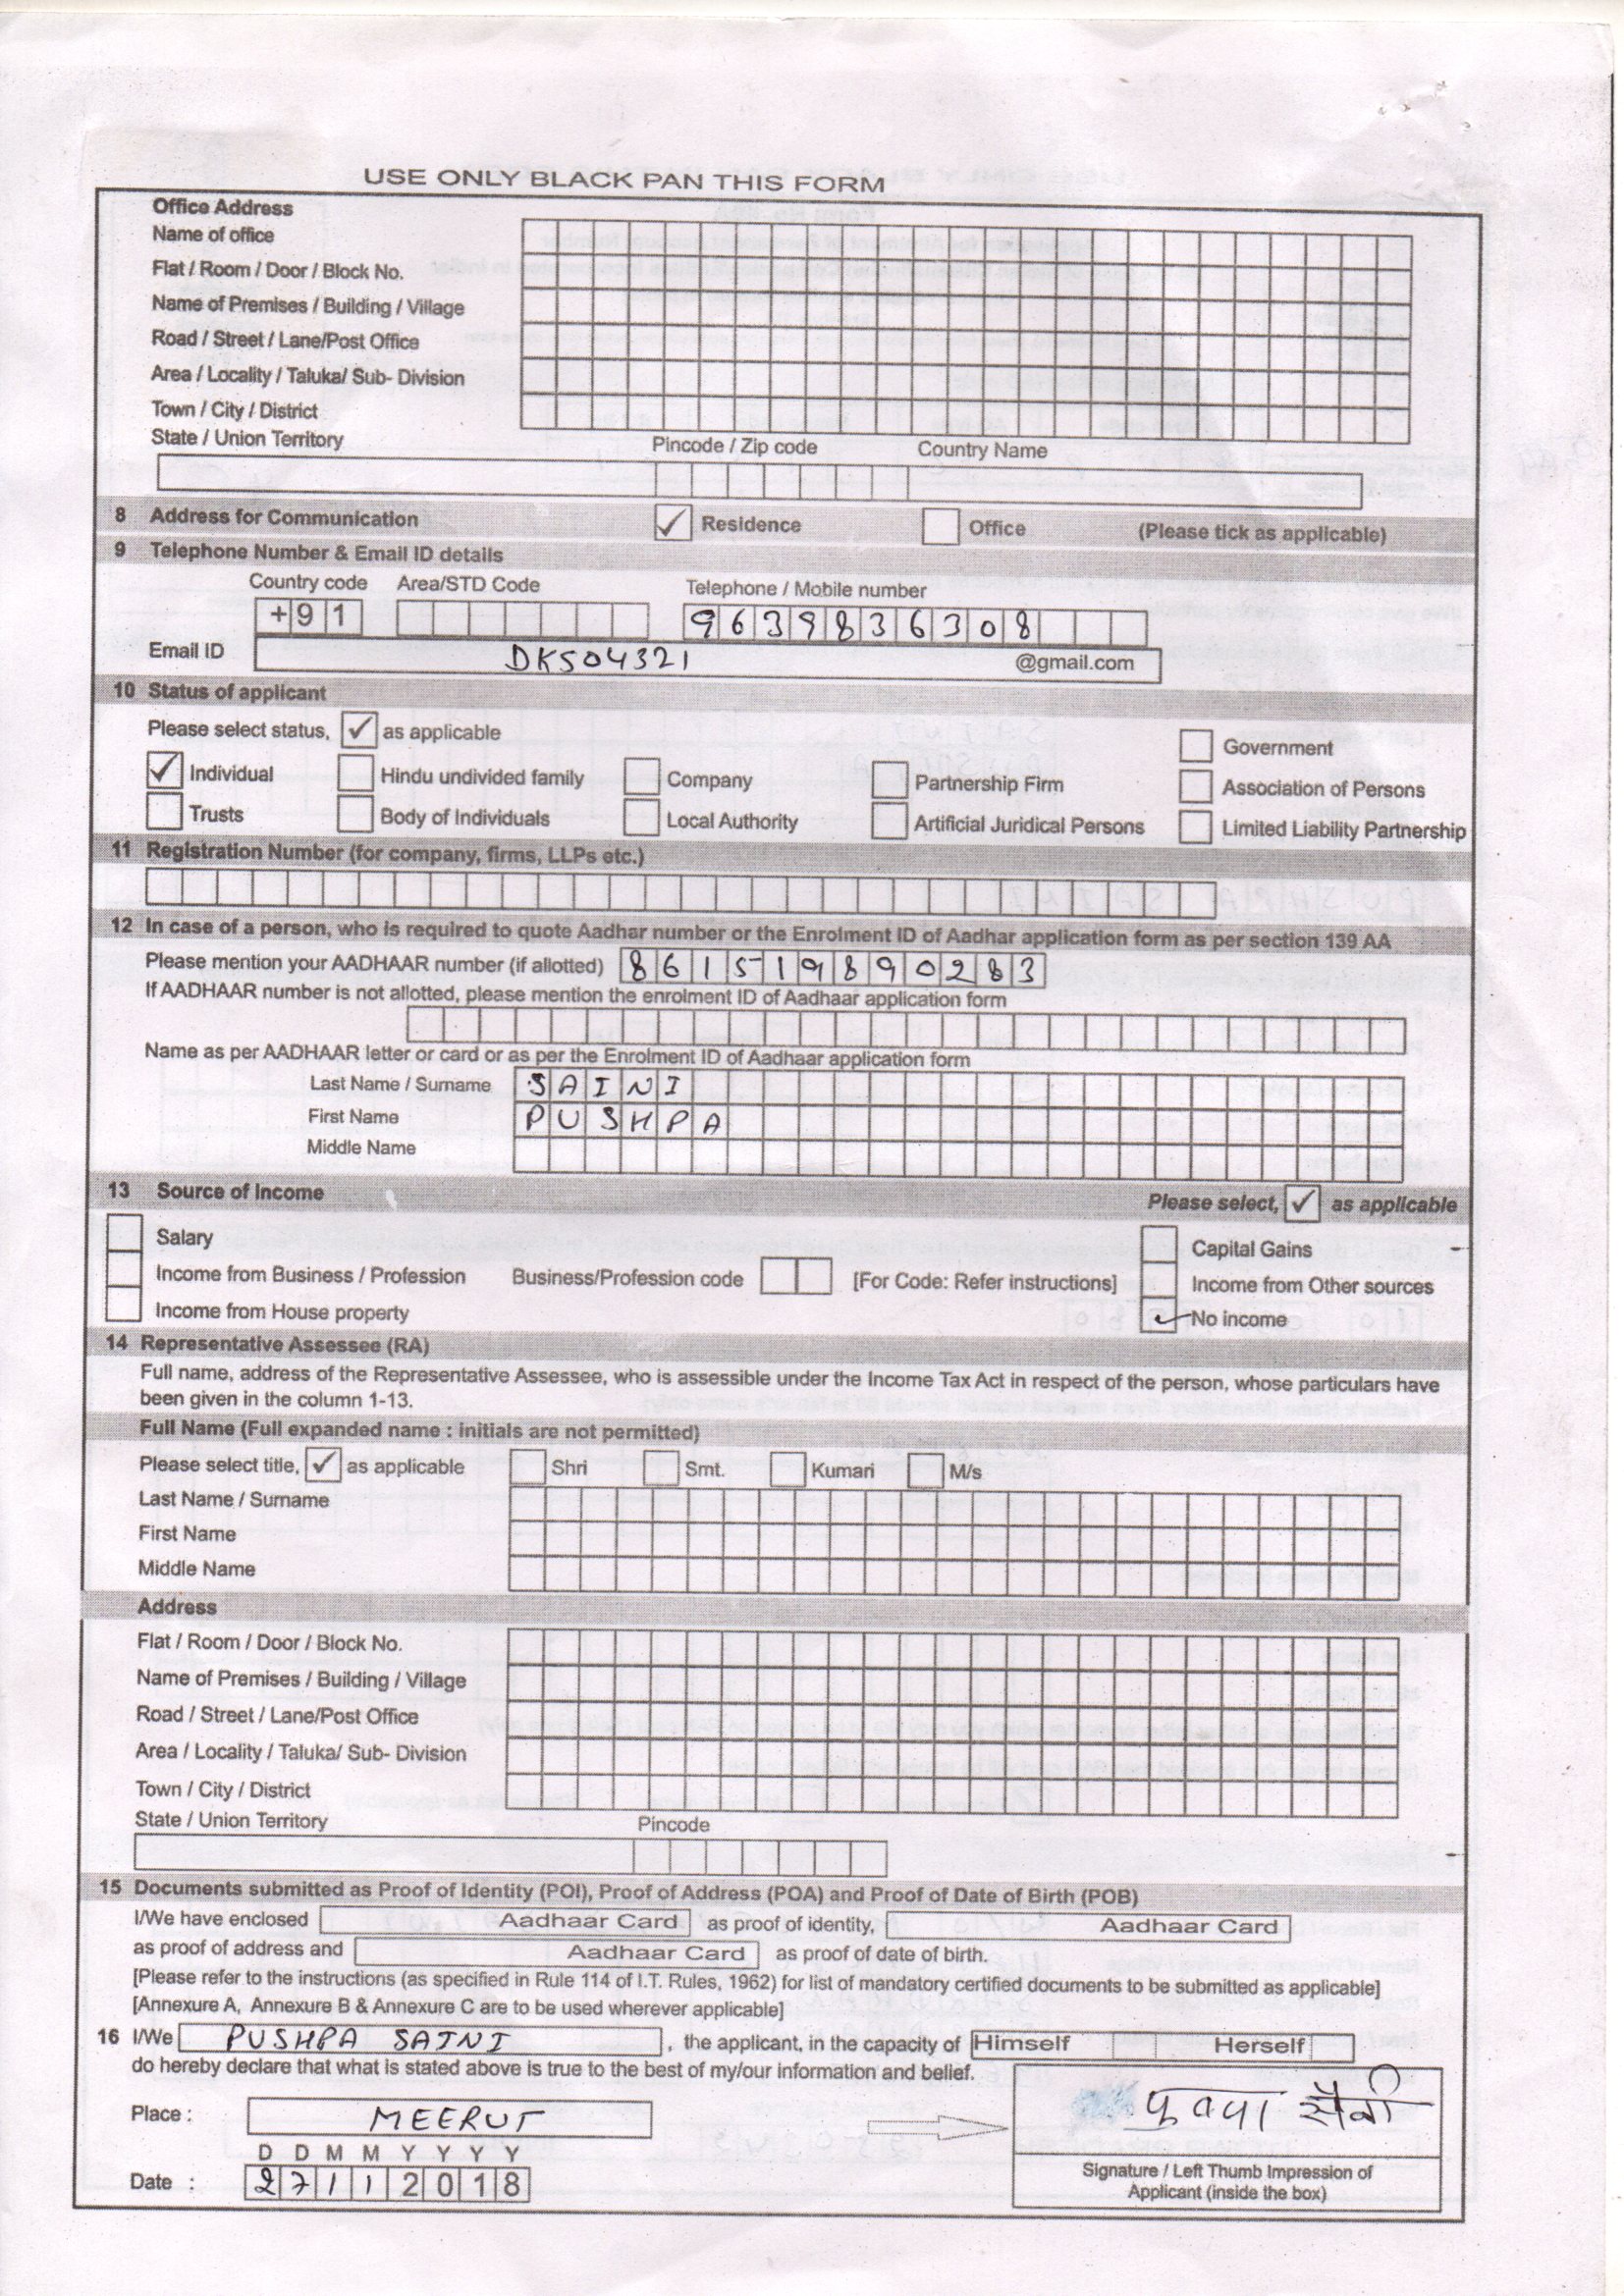 USE ONLY BLACK PAN THIS FORM
Office Address
Name of office
Flat / Room / Door / Block No.
Name of Premises / Building / Village
Road / Street / Lane/Post Office
Area / Locality / Taluka/ Sub- Division
Town / City / District
State / Union Territory Pincode / Zip code Country Name
8 Address for Communication ✓ Residence Office (Please tick as applicable)
9 Telephone Number & Email ID details
Country code Area/STD Code Telephone / Mobile number
+91 9639836308
Email ID DKS04321 @gmail.com
10 Status of applicant
Please select status, ✓ as applicable
Government
✓ Individual Hindu undivided family Company Partnership Firm Association of Persons
Trusts Body of Individuals Local Authority Artificial Juridical Persons Limited Liability Partnership
11 Registration Number (for company, firms, LLPs etc.)
12 In case of a person, who is required to quote Aadhar number or the Enrolment ID of Aadhar application form as per section 139 AA
Please mention your AADHAAR number (if allotted) 861519890283
If AADHAAR number is not allotted, please mention the enrolment ID of Aadhaar application form
Name as per AADHAAR letter or card or as per the Enrolment ID of Aadhaar application form
Last Name / Surname SAINI
First Name PUSHPA
Middle Name
13 Source of Income Please select, ✓ as applicable
Salary Capital Gains
Income from Business / Profession Business/Profession code [For Code: Refer instructions] Income from Other sources
Income from House property ✓ No income
14 Representative Assessee (RA)
Full name, address of the Representative Assessee, who is assessible under the Income Tax Act in respect of the person, whose particulars have
been given in the column 1-13.
Full Name (Full expanded name : initials are not permitted)
Please select title, ✓ as applicable Shri Smt. Kumari M/s
Last Name / Surname
First Name
Middle Name
Address
Flat / Room / Door / Block No.
Name of Premises / Building / Village
Road / Street / Lane/Post Office
Area / Locality / Taluka/ Sub- Division
Town / City / District
State / Union Territory Pincode
15 Documents submitted as Proof of Identity (POI), Proof of Address (POA) and Proof of Date of Birth (POB)
I/We have enclosed Aadhaar Card as proof of identity, Aadhaar Card
as proof of address and Aadhaar Card as proof of date of birth.
[Please refer to the instructions (as specified in Rule 114 of I.T. Rules, 1962) for list of mandatory certified documents to be submitted as applicable]
[Annexure A, Annexure B & Annexure C are to be used wherever applicable]
16 I/We PUSHPA SAINI , the applicant, in the capacity of Himself Herself
do hereby declare that what is stated above is true to the best of my/our information and belief.
Place : MEERUT
सैनी
D D M M Y Y Y Y
Date : 27112018
Signature / Left Thumb Impression of
Applicant (inside the box)